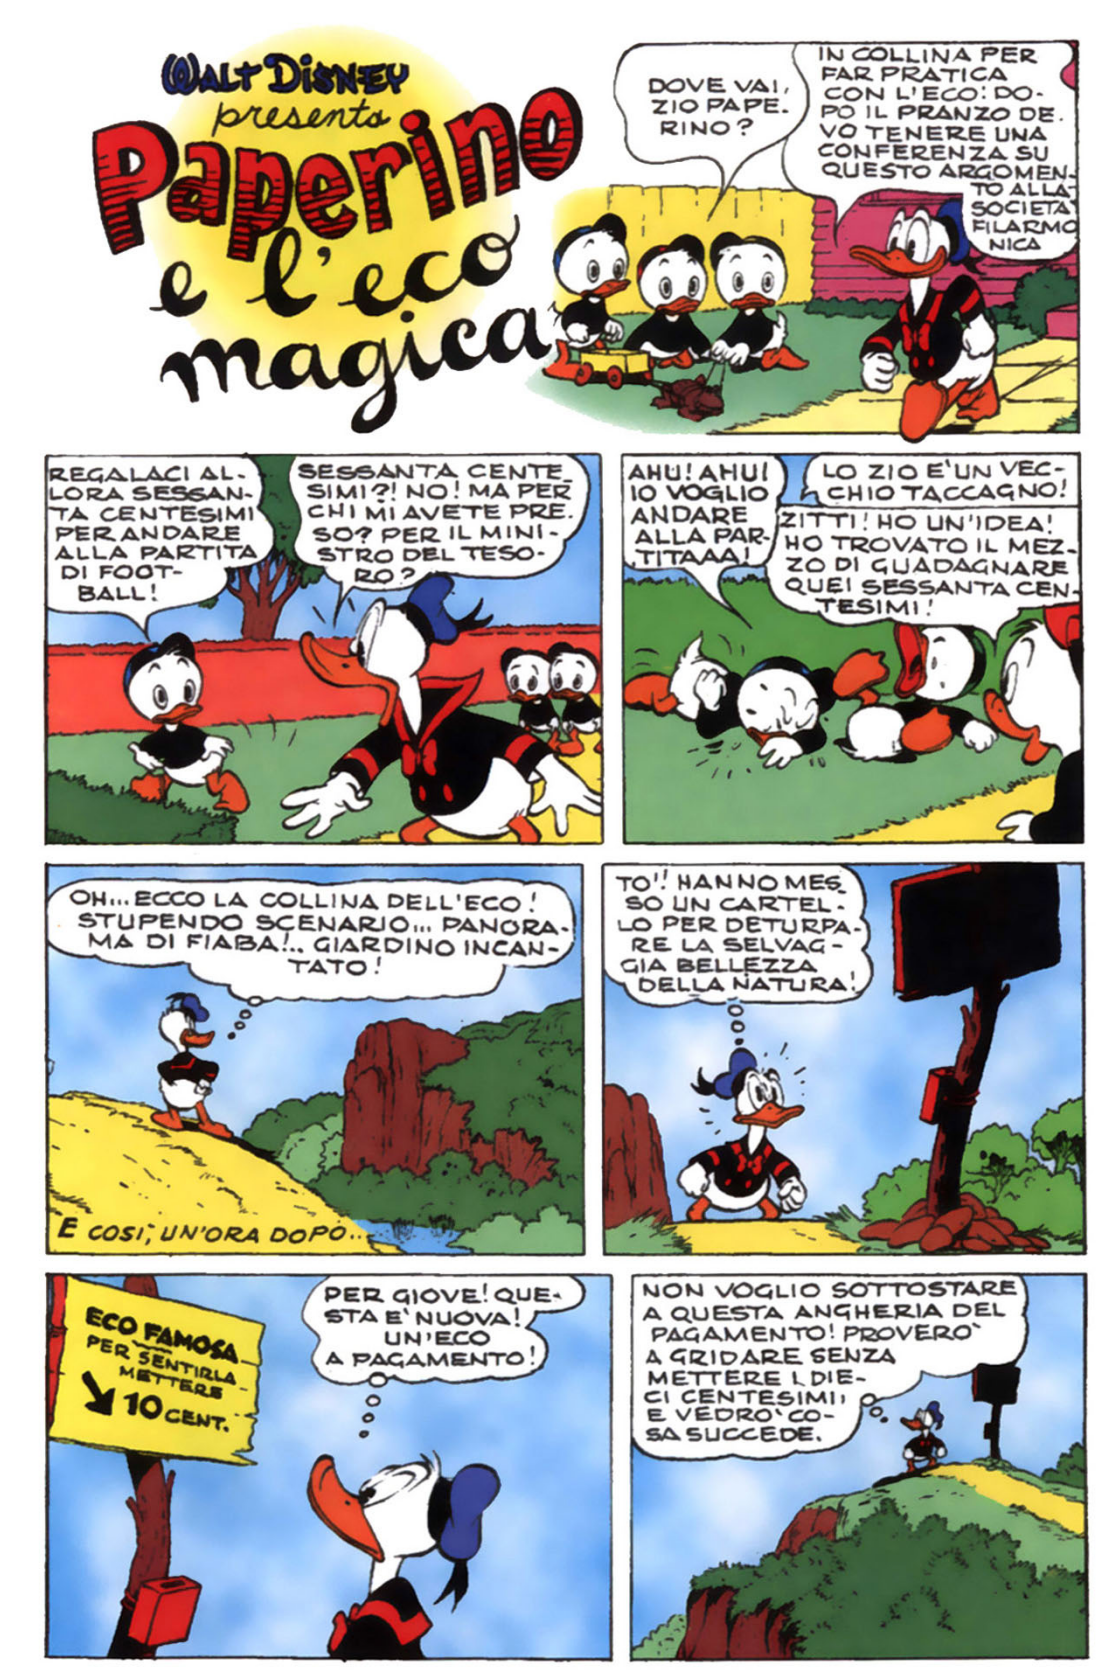 WALT DISNEY
presenta
Paperino
e l'eco
magica
DOVE VAI,
ZIO PAPE-
RINO?
IN COLLINA PER
FAR PRATICA
CON L'ECO: DO-
PO IL PRANZO DE.
VO TENERE UNA
CONFERENZA SU
QUESTO ARGOMEN-
TO ALLA
SOCIETÀ
FILARMO
NICA
REGALACI AL-
LORA SESSAN-
TA CENTESIMI
PER ANDARE
ALLA PARTITA
DI FOOT-
BALL!
SESSANTA CENTE
SIMI?! NO! MA PER
CHI MI AVETE PRE.
SO? PER IL MINI-
STRO DEL TESO-
RO?
AHU! AHU!
IO VOGLIO
ANDARE
ALLA PAR-
TITAAA!
LO ZIO E' UN VEC-
CHIO TACCAGNO!
ZITTI! HO UN'IDEA!
HO TROVATO IL MEZ-
ZO DI GUADAGNARE
QUEI SESSANTA CEN-
TESIMI!
OH... ECCO LA COLLINA DELL'ECO!
STUPENDO SCENARIO... PANORA-
MA DI FIABA!.. GIARDINO INCAN-
TATO!
E COSI', UN'ORA DOPO...
TO'! HANNO MES
SO UN CARTEL-
LO PER DETURPA-
RE LA SELVAG-
GIA BELLEZZA
DELLA NATURA!
ECO FAMOSA
PER SENTIRLA
METTERE
10 CENT.
PER GIOVE! QUE-
STA E' NUOVA!
UN'ECO
A PAGAMENTO!
NON VOGLIO SOTTOSTARE
A QUESTA ANGHERIA DEL
PAGAMENTO! PROVERO'
A GRIDARE SENZA
METTERE I DIE-
CI CENTESIMI,
E VEDRO' CO-
SA SUCCEDE.